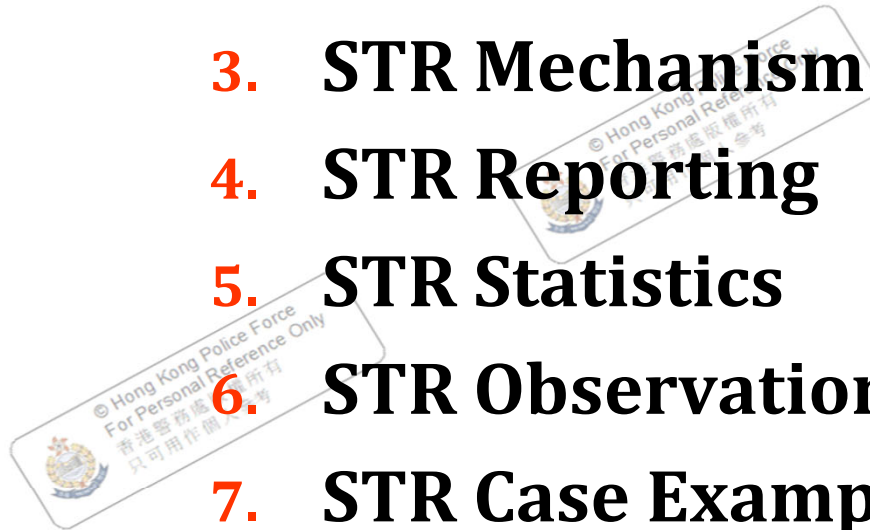 3. STR Mechanism
4. STR Reporting
5. STR Statistics
6. STR Observation
7. STR Case Examp
© Hong Kong Police Force
For Personal Reference Only
香港警務處版權所有
只可用作個人參考